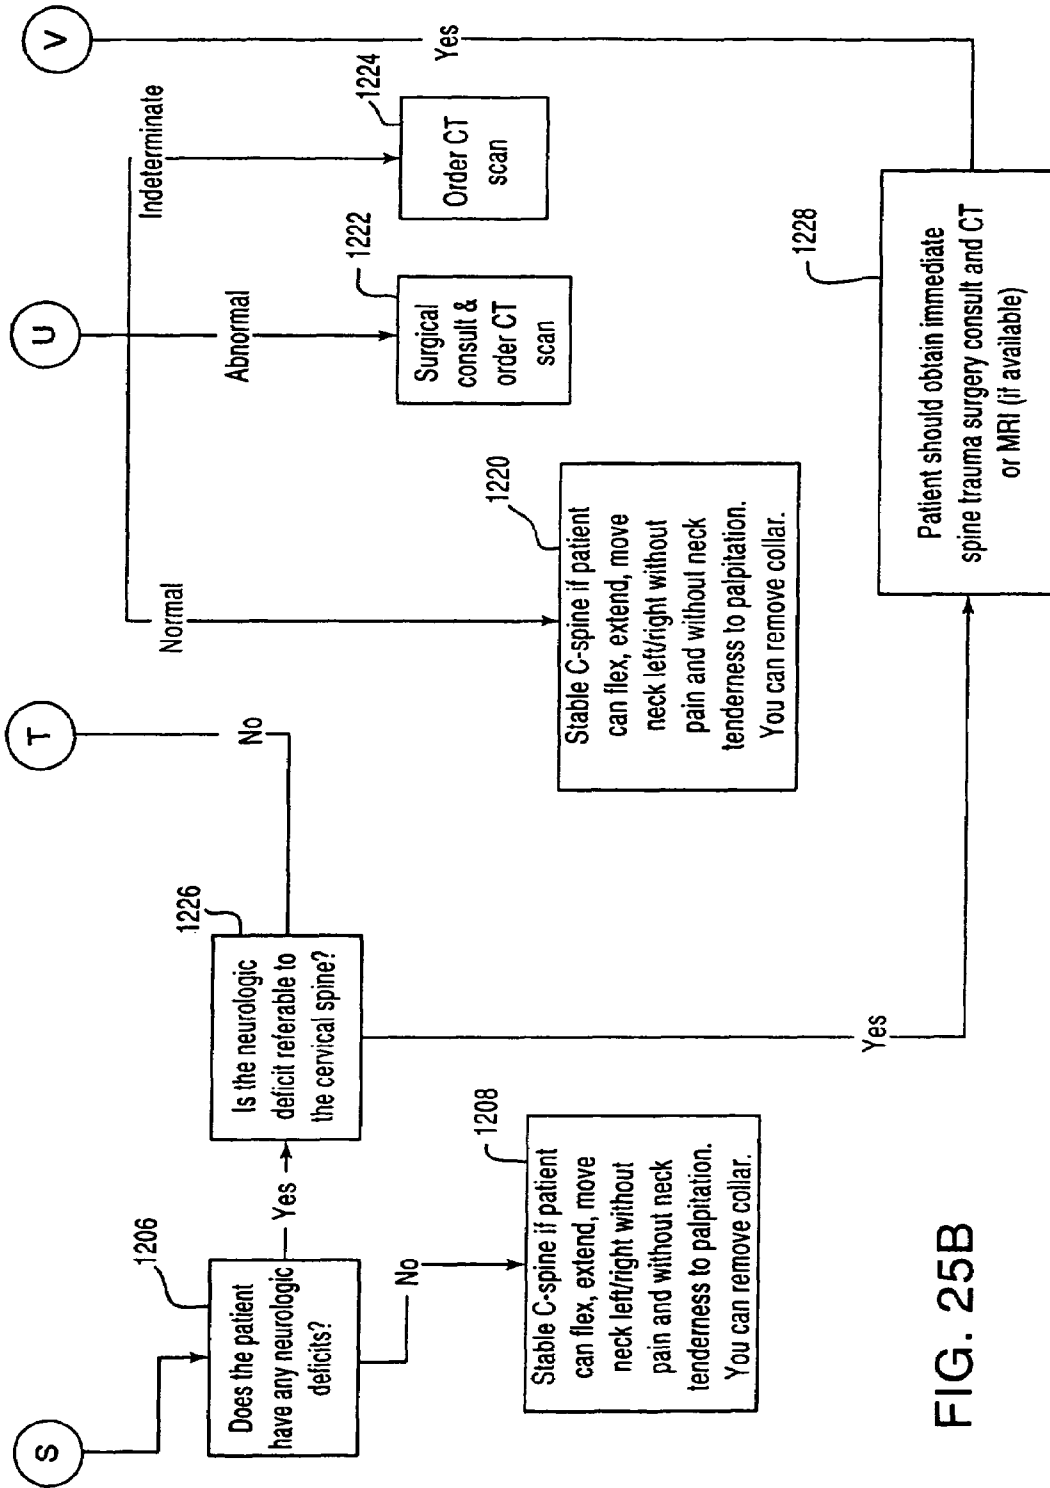 S
T
U
V
1206
Does the patient
have any neurologic
deficits?
Yes
No
1208
Stable C-spine if patient
can flex, extend, move
neck left/right without
pain and without neck
tenderness to palpitation.
You can remove collar.
1226
Is the neurologic
deficit referable to
the cervical spine?
No
Yes
Normal
1220
Stable C-spine if patient
can flex, extend, move
neck left/right without
pain and without neck
tenderness to palpitation.
You can remove collar.
Abnormal
1222
Surgical
consult &
order CT
scan
Indeterminate
1224
Order CT
scan
Yes
1228
Patient should obtain immediate
spine trauma surgery consult and CT
or MRI (if available)
FIG. 25B